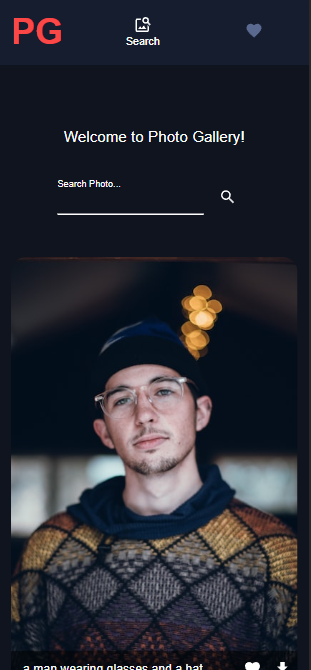 PG
Search
Welcome to Photo Gallery!
Search Photo...
a man wearing glasses and a hat